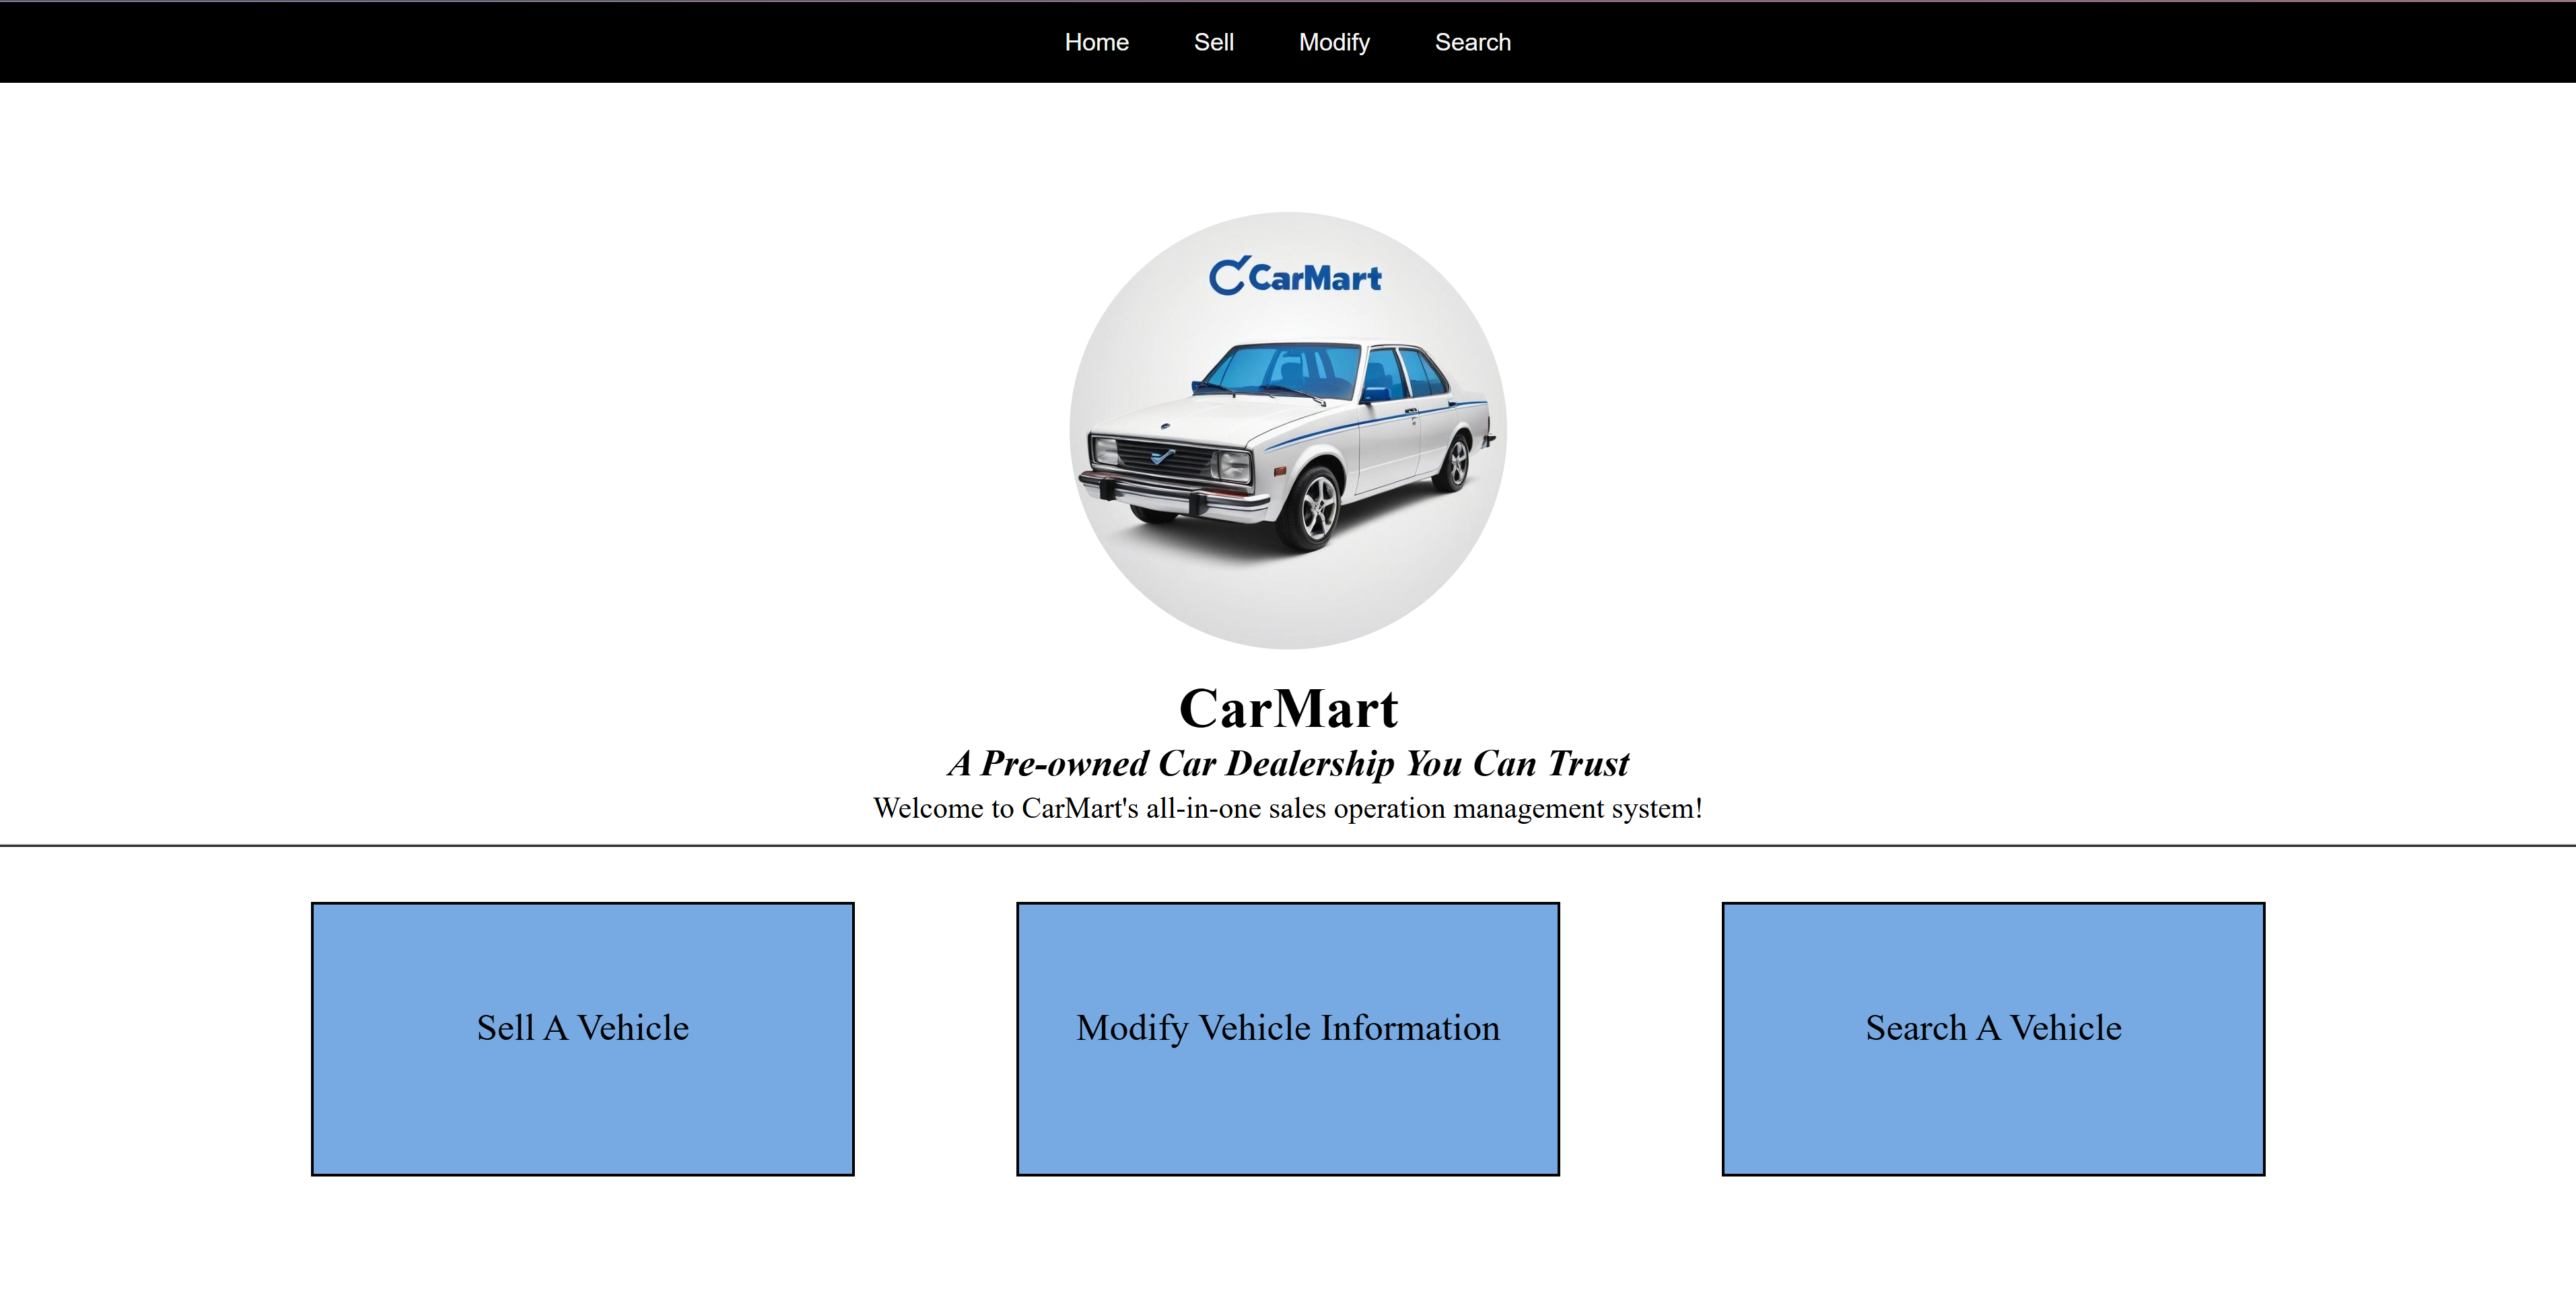 Home Sell Modify Search
CarMart
CarMart
A Pre-owned Car Dealership You Can Trust
Welcome to CarMart's all-in-one sales operation management system!
Sell A Vehicle
Modify Vehicle Information
Search A Vehicle